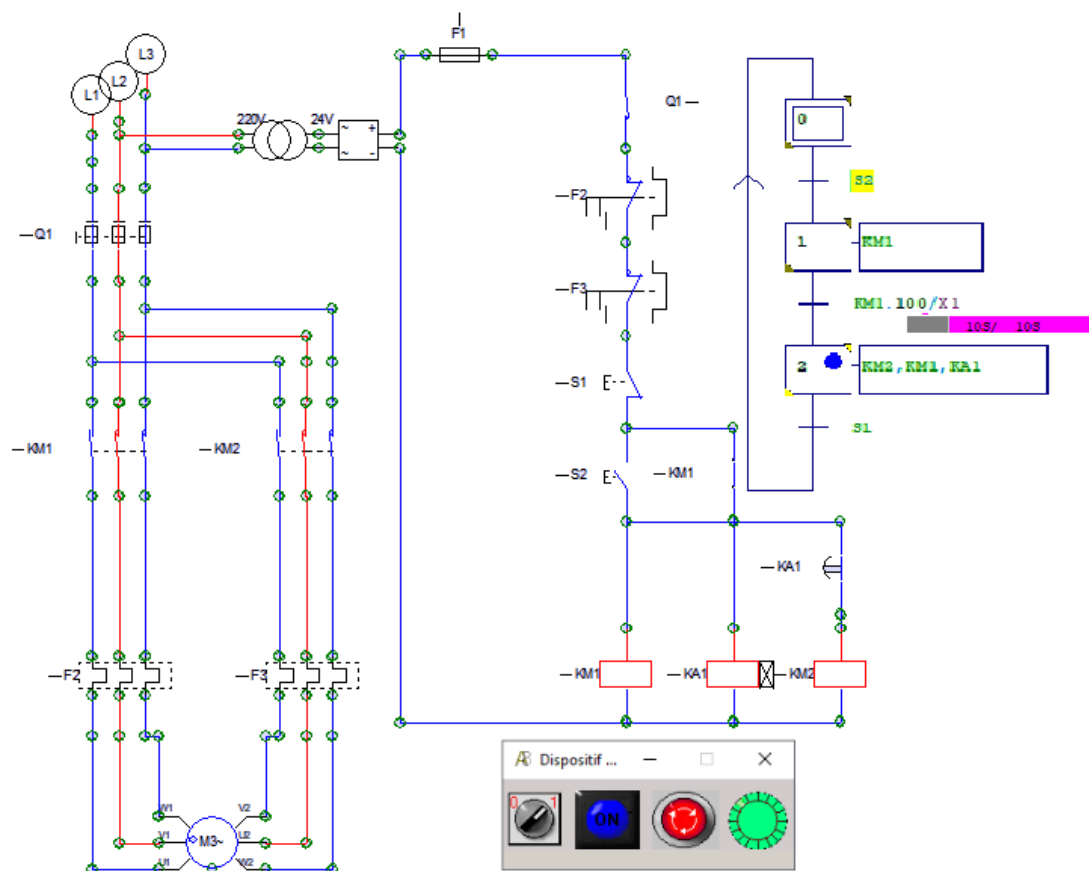 F1
L3
L2
L1
220V
24V
~ +
~ -
Q1
0
S2
F2
Q1
1
KM1
F3
KM1.100/X1
10S/ 10S
2
KM2,KM1,KA1
S1
S1
KM1
KM2
S2
KM1
KA1
F2
F3
KM1
KA1
KM2
Dispositif ...
0 1
ON
W1
V2
V1
M3~
U2
U1
W2